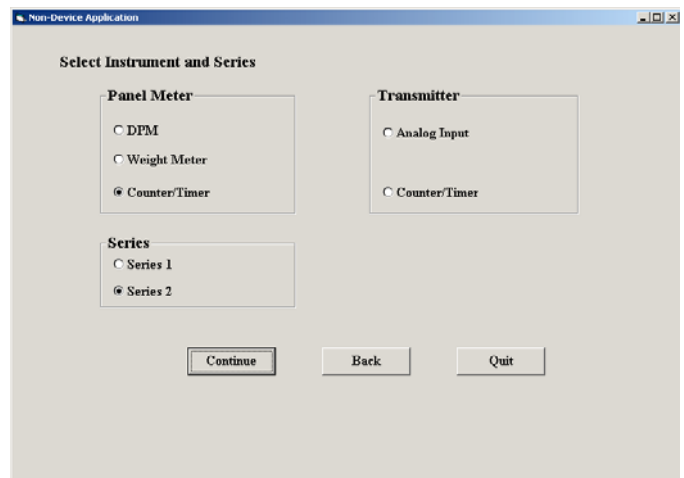 Non-Device Application
Select Instrument and Series
Panel Meter
DPM
Weight Meter
Counter/Timer
Transmitter
Analog Input
Counter/Timer
Series
Series 1
Series 2
Continue
Back
Quit